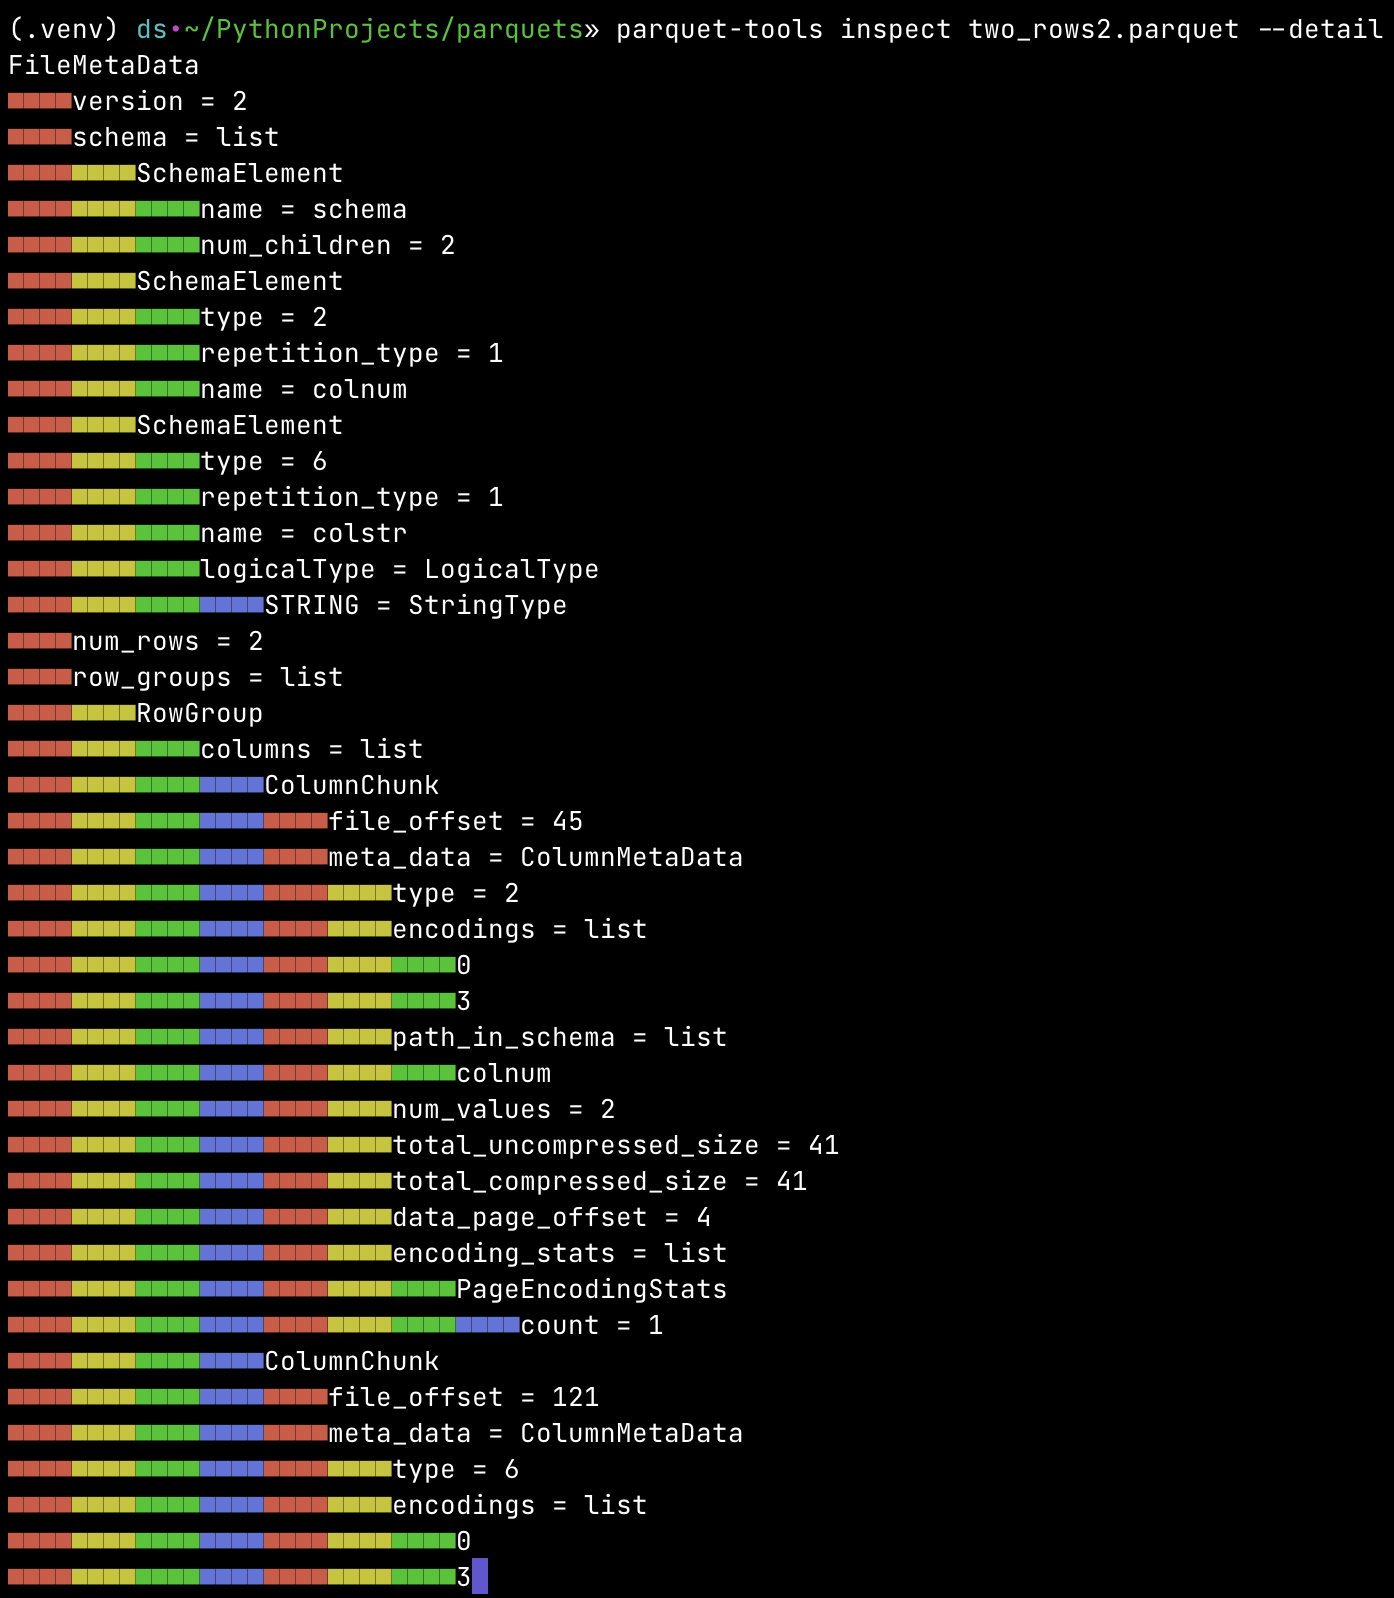 (.venv) ds•~/PythonProjects/parquets» parquet-tools inspect two_rows2.parquet --detail
FileMetaData
■■■■version = 2
■■■■schema = list
■■■■■■■■SchemaElement
■■■■■■■■■■■■name = schema
■■■■■■■■■■■■num_children = 2
■■■■■■■■SchemaElement
■■■■■■■■■■■■type = 2
■■■■■■■■■■■■repetition_type = 1
■■■■■■■■■■■■name = colnum
■■■■■■■■SchemaElement
■■■■■■■■■■■■type = 6
■■■■■■■■■■■■repetition_type = 1
■■■■■■■■■■■■name = colstr
■■■■■■■■■■■■logicalType = LogicalType
■■■■■■■■■■■■■■■■STRING = StringType
■■■■num_rows = 2
■■■■row_groups = list
■■■■■■■■RowGroup
■■■■■■■■■■■■columns = list
■■■■■■■■■■■■■■■■ColumnChunk
■■■■■■■■■■■■■■■■■■■■file_offset = 45
■■■■■■■■■■■■■■■■■■■■meta_data = ColumnMetaData
■■■■■■■■■■■■■■■■■■■■■■■■type = 2
■■■■■■■■■■■■■■■■■■■■■■■■encodings = list
■■■■■■■■■■■■■■■■■■■■■■■■■■■■0
■■■■■■■■■■■■■■■■■■■■■■■■■■■■3
■■■■■■■■■■■■■■■■■■■■■■■■path_in_schema = list
■■■■■■■■■■■■■■■■■■■■■■■■■■■■colnum
■■■■■■■■■■■■■■■■■■■■■■■■num_values = 2
■■■■■■■■■■■■■■■■■■■■■■■■total_uncompressed_size = 41
■■■■■■■■■■■■■■■■■■■■■■■■total_compressed_size = 41
■■■■■■■■■■■■■■■■■■■■■■■■data_page_offset = 4
■■■■■■■■■■■■■■■■■■■■■■■■encoding_stats = list
■■■■■■■■■■■■■■■■■■■■■■■■■■■■PageEncodingStats
■■■■■■■■■■■■■■■■■■■■■■■■■■■■■■■■count = 1
■■■■■■■■■■■■■■■■ColumnChunk
■■■■■■■■■■■■■■■■■■■■file_offset = 121
■■■■■■■■■■■■■■■■■■■■meta_data = ColumnMetaData
■■■■■■■■■■■■■■■■■■■■■■■■type = 6
■■■■■■■■■■■■■■■■■■■■■■■■encodings = list
■■■■■■■■■■■■■■■■■■■■■■■■■■■■0
■■■■■■■■■■■■■■■■■■■■■■■■■■■■3